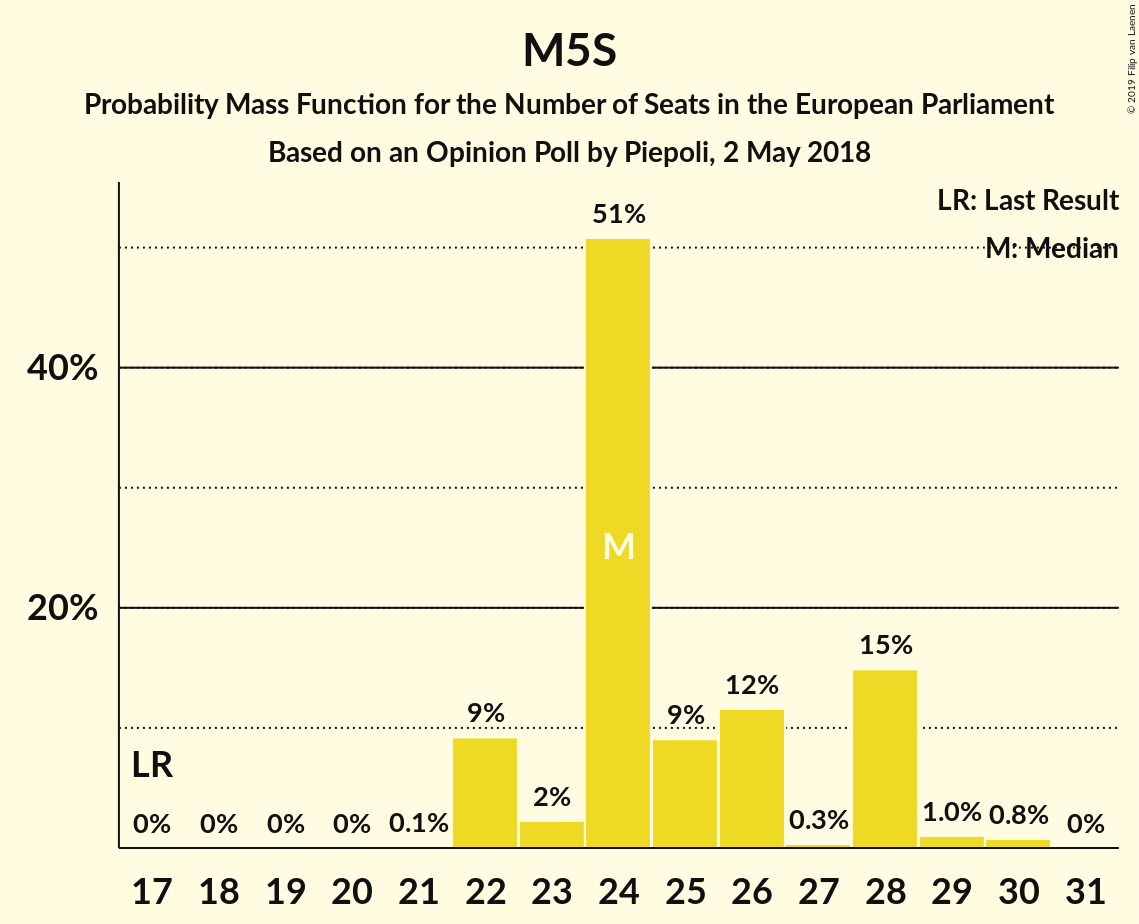 M5S
Probability Mass Function for the Number of Seats in the European Parliament
Based on an Opinion Poll by Piepoli, 2 May 2018
© 2019 Filip van Laenen
LR: Last Result
M: Median
51%
40%
M
20%
15%
12%
9%
9%
LR
2%
0%
0%
0%
0%
0.1%
0.3%
1.0%
0.8%
0%
17 18 19 20 21 22 23 24 25 26 27 28 29 30 31